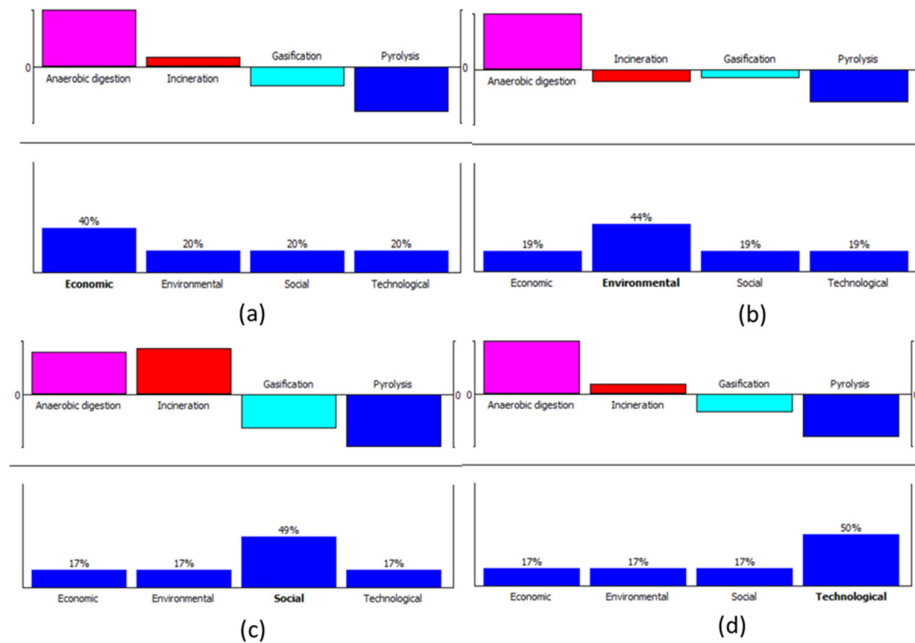 Gasification Pyrolysis
0
Anaerobic digestion Incineration
40%
20% 20% 20%
Economic Environmental Social Technological
(a)
Incineration Gasification Pyrolysis
0
Anaerobic digestion
44%
19% 19% 19%
Economic Environmental Social Technological
(b)
Gasification Pyrolysis
0 0
Anaerobic digestion Incineration
49%
17% 17% 17%
Economic Environmental Social Technological
(c)
Gasification Pyrolysis
0 0
Anaerobic digestion Incineration
50%
17% 17% 17%
Economic Environmental Social Technological
(d)